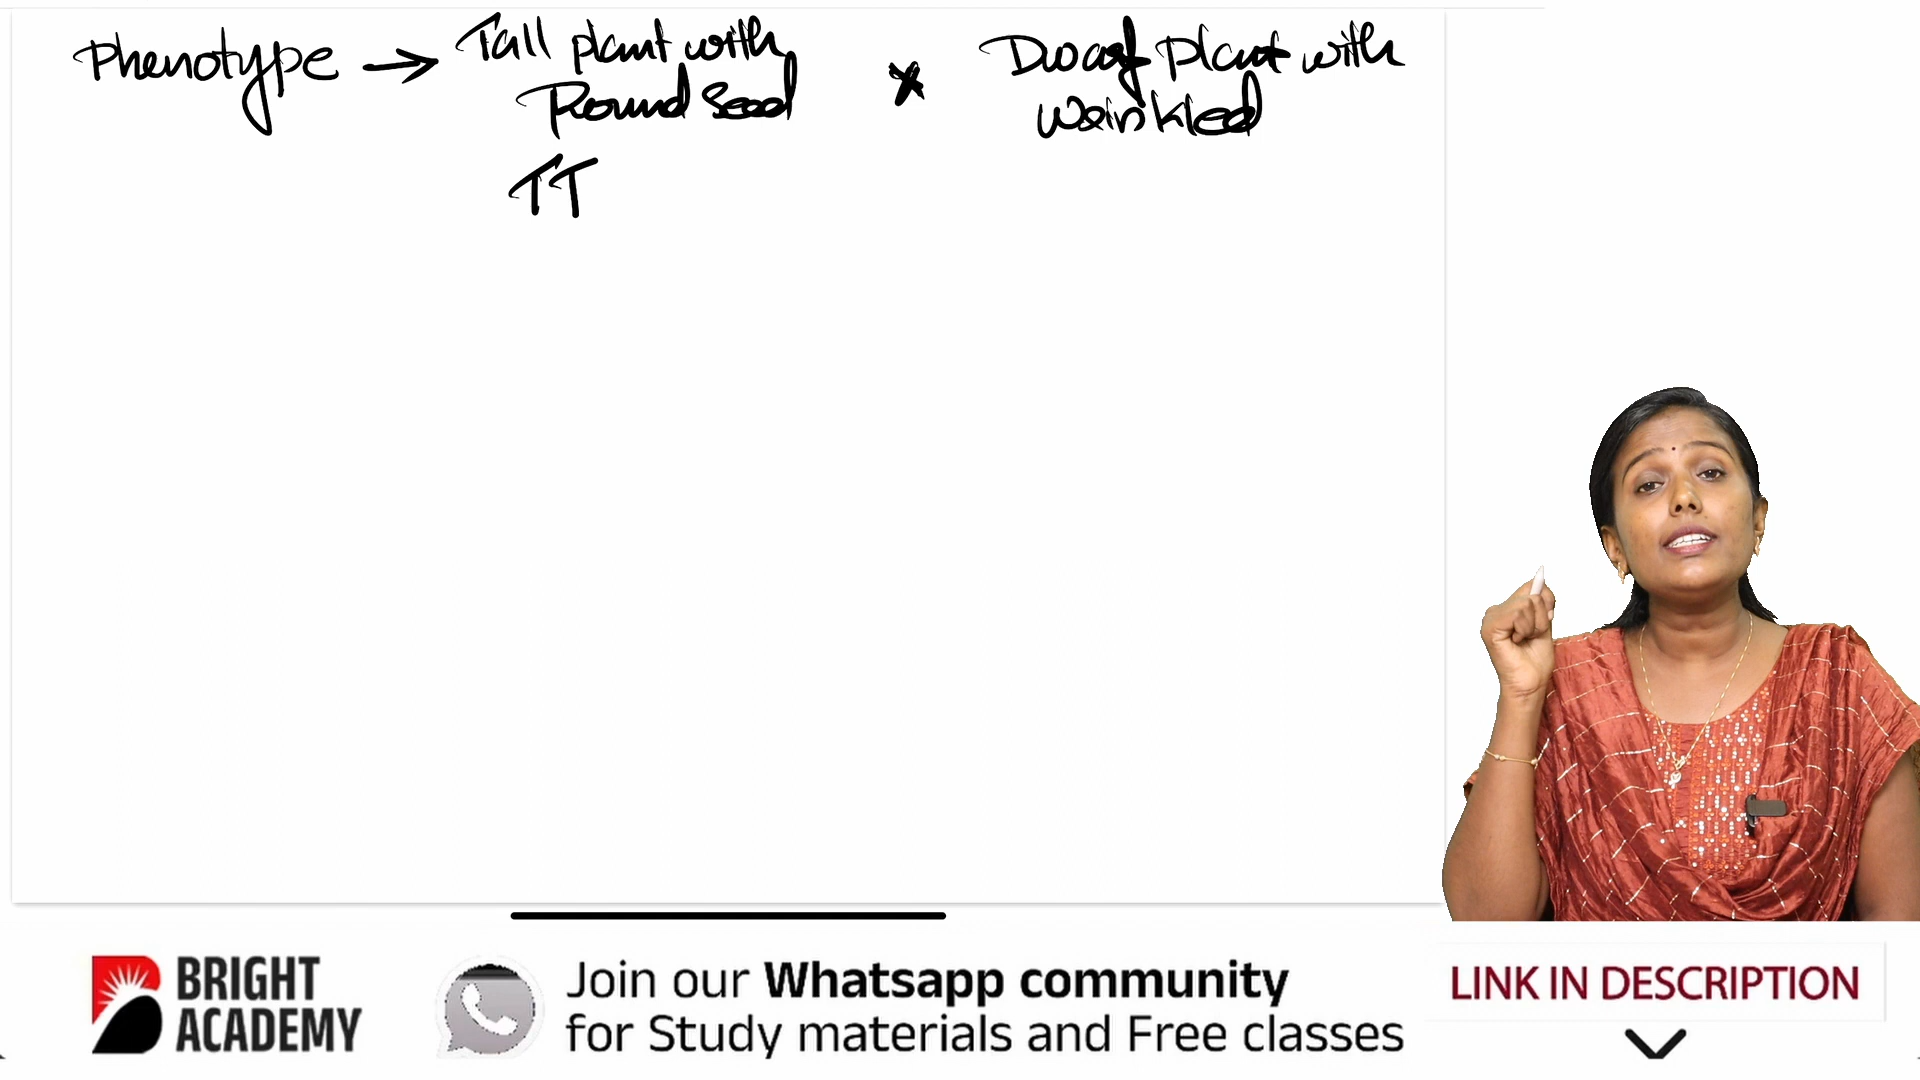 Phenotype → Tall plant with
Round Seed
×
Dwarf plant with
Wrinkled
TT
BRIGHT
ACADEMY
Join our Whatsapp community
for Study materials and Free classes
LINK IN DESCRIPTION